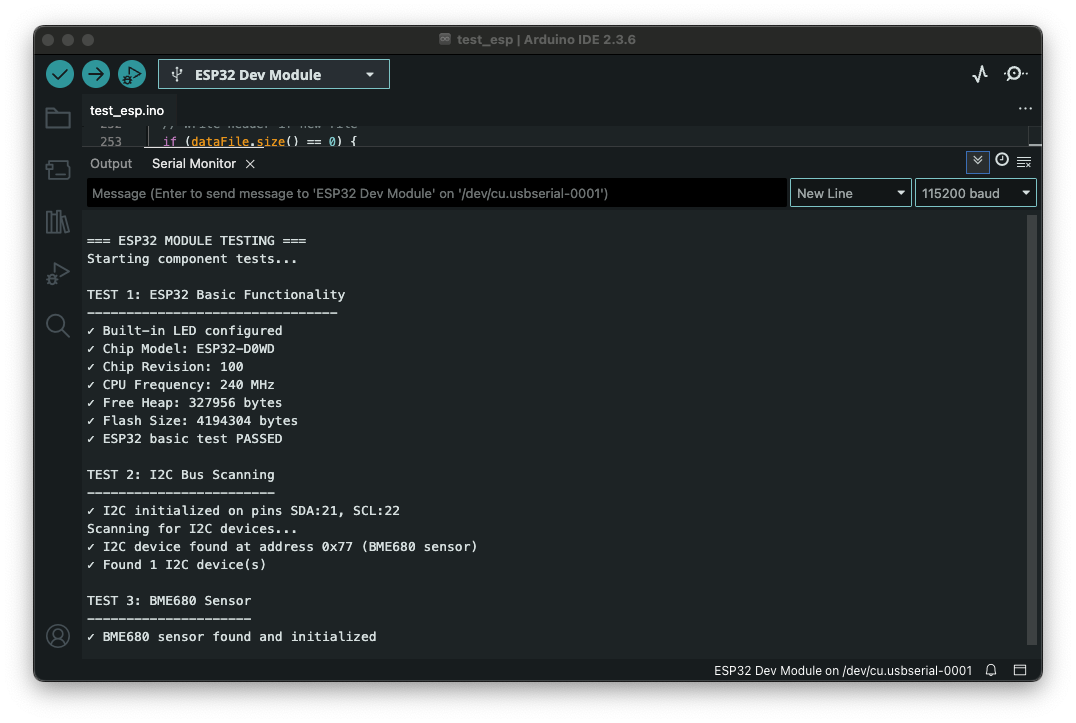 test_esp | Arduino IDE 2.3.6
ESP32 Dev Module
test_esp.ino
253 if (dataFile.size() == 0) {
Output Serial Monitor
Message (Enter to send message to 'ESP32 Dev Module' on '/dev/cu.usbserial-0001') New Line 115200 baud
=== ESP32 MODULE TESTING ===
Starting component tests...
TEST 1: ESP32 Basic Functionality
--------------------------------
✓ Built-in LED configured
✓ Chip Model: ESP32-D0WD
✓ Chip Revision: 100
✓ CPU Frequency: 240 MHz
✓ Free Heap: 327956 bytes
✓ Flash Size: 4194304 bytes
✓ ESP32 basic test PASSED
TEST 2: I2C Bus Scanning
------------------------
✓ I2C initialized on pins SDA:21, SCL:22
Scanning for I2C devices...
✓ I2C device found at address 0x77 (BME680 sensor)
✓ Found 1 I2C device(s)
TEST 3: BME680 Sensor
---------------------
✓ BME680 sensor found and initialized
ESP32 Dev Module on /dev/cu.usbserial-0001